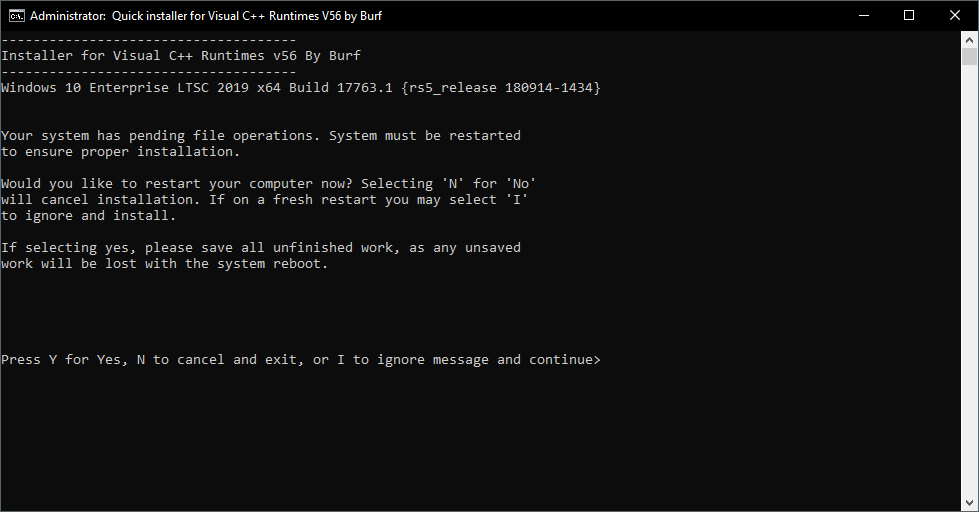 Administrator:  Quick installer for Visual C++ Runtimes V56 by Burf
-------------------------------------
Installer for Visual C++ Runtimes v56 By Burf
-------------------------------------
Windows 10 Enterprise LTSC 2019 x64 Build 17763.1 {rs5_release 180914-1434}
Your system has pending file operations. System must be restarted
to ensure proper installation.
Would you like to restart your computer now? Selecting 'N' for 'No'
will cancel installation. If on a fresh restart you may select 'I'
to ignore and install.
If selecting yes, please save all unfinished work, as any unsaved
work will be lost with the system reboot.
Press Y for Yes, N to cancel and exit, or I to ignore message and continue>